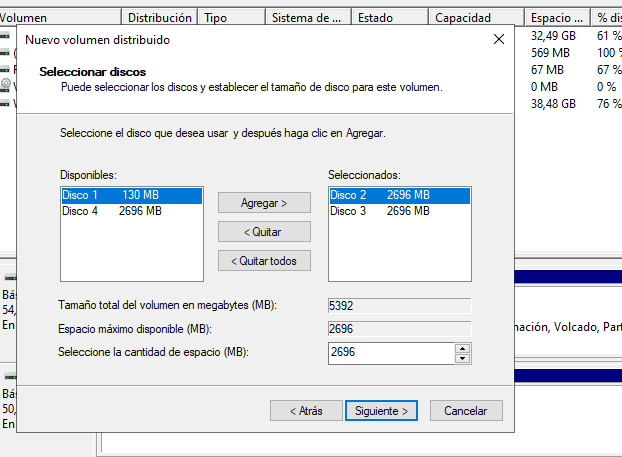 Volumen Distribución Tipo Sistema de ... Estado Capacidad Espacio ... % dis
Nuevo volumen distribuido
32,49 GB 61 %
569 MB 100 %
67 MB 67 %
0 MB 0 %
38,48 GB 76 %
Seleccionar discos
Puede seleccionar los discos y establecer el tamaño de disco para este volumen.
Seleccione el disco que desea usar y después haga clic en Agregar.
Disponibles:
Disco 1 130 MB
Disco 4 2696 MB
Agregar >
< Quitar
< Quitar todos
Seleccionados:
Disco 2 2696 MB
Disco 3 2696 MB
Tamaño total del volumen en megabytes (MB): 5392
Espacio máximo disponible (MB): 2696
Seleccione la cantidad de espacio (MB): 2696
< Atrás Siguiente > Cancelar
Bás
54,
En
mación, Volcado, Part
Bás
50,
En